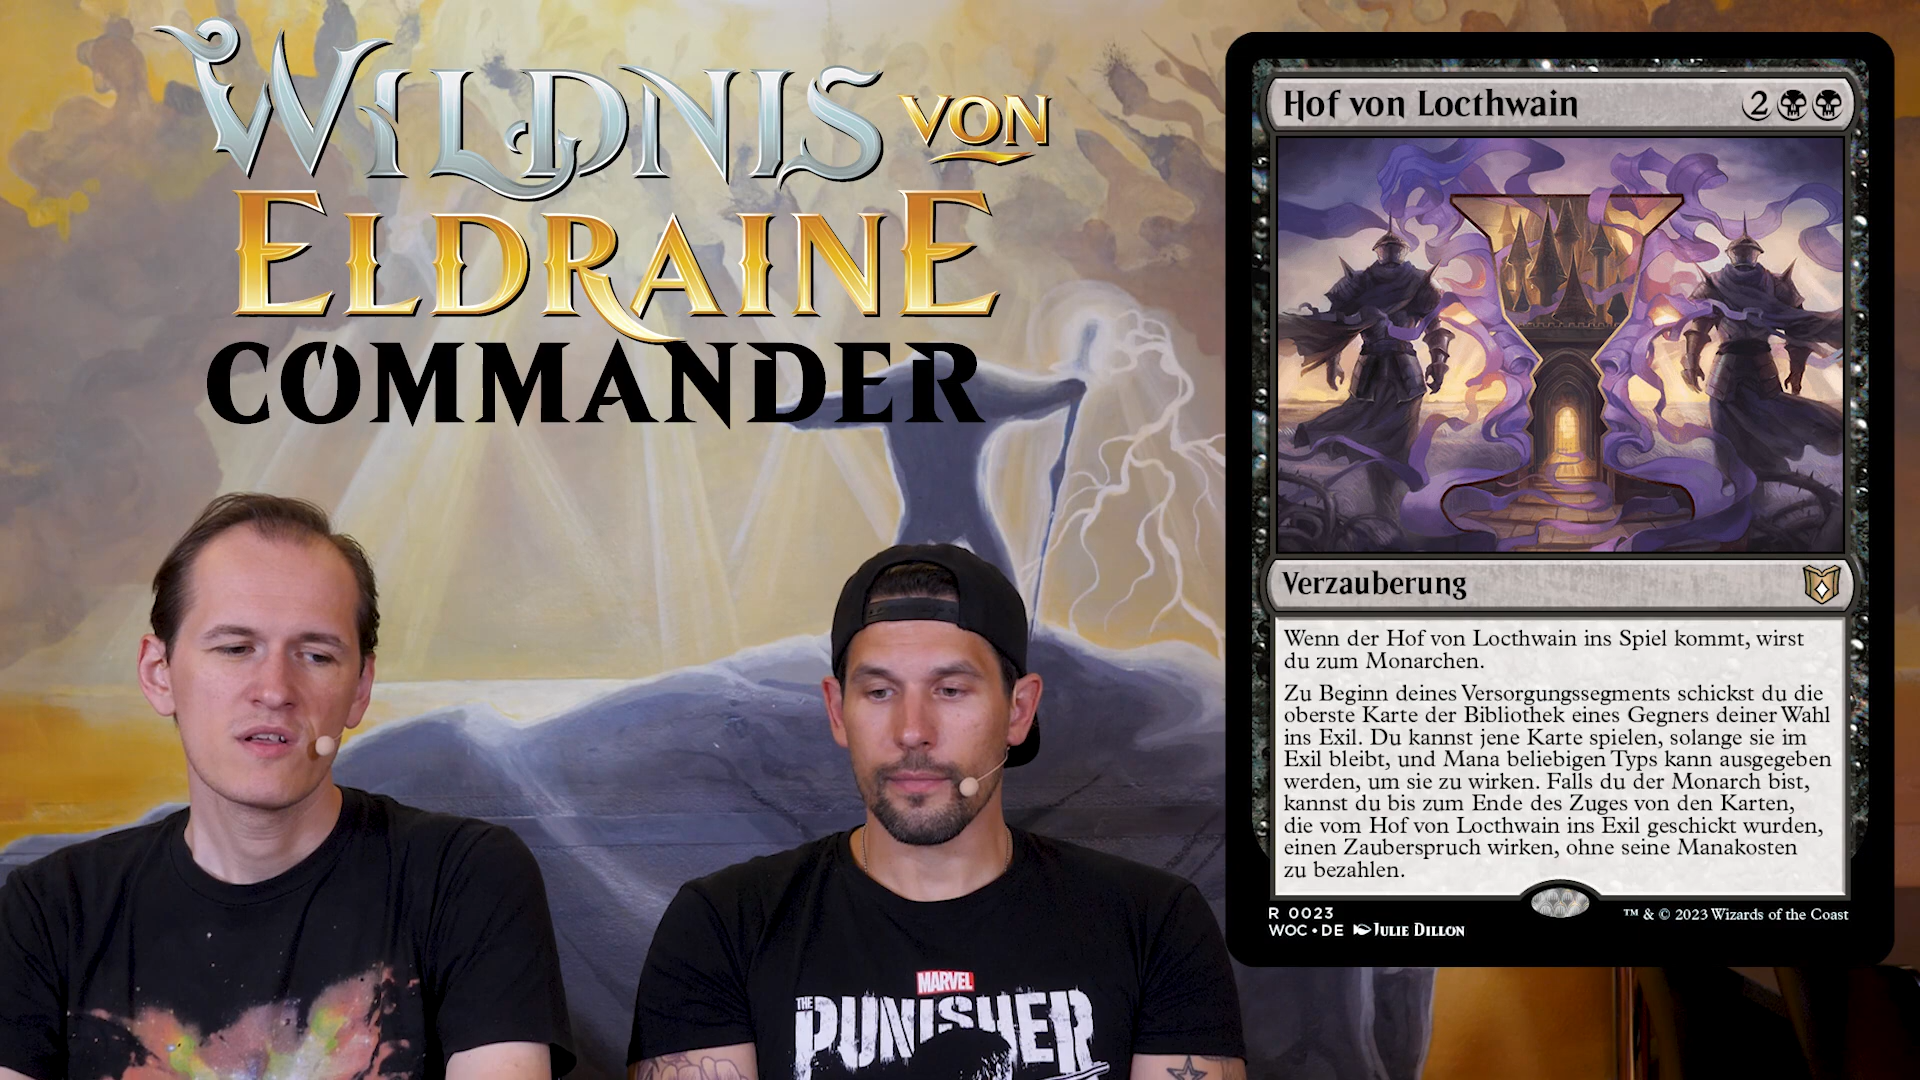 WILDNIS VON
ELDRAINE
COMMANDER
Hof von Locthwain 2
Verzauberung
Wenn der Hof von Locthwain ins Spiel kommt, wirst
du zum Monarchen.
Zu Beginn deines Versorgungssegments schickst du die
oberste Karte der Bibliothek eines Gegners deiner Wahl
ins Exil. Du kannst jene Karte spielen, solange sie im
Exil bleibt, und Mana beliebigen Typs kann ausgegeben
werden, um sie zu wirken. Falls du der Monarch bist,
kannst du bis zum Ende des Zuges von den Karten,
die vom Hof von Locthwain ins Exil geschickt wurden,
einen Zauberspruch wirken, ohne seine Manakosten
zu bezahlen.
R 0023
WOC • DE JULIE DILLON
™ & © 2023 Wizards of the Coast
MARVEL
THE PUNISHER